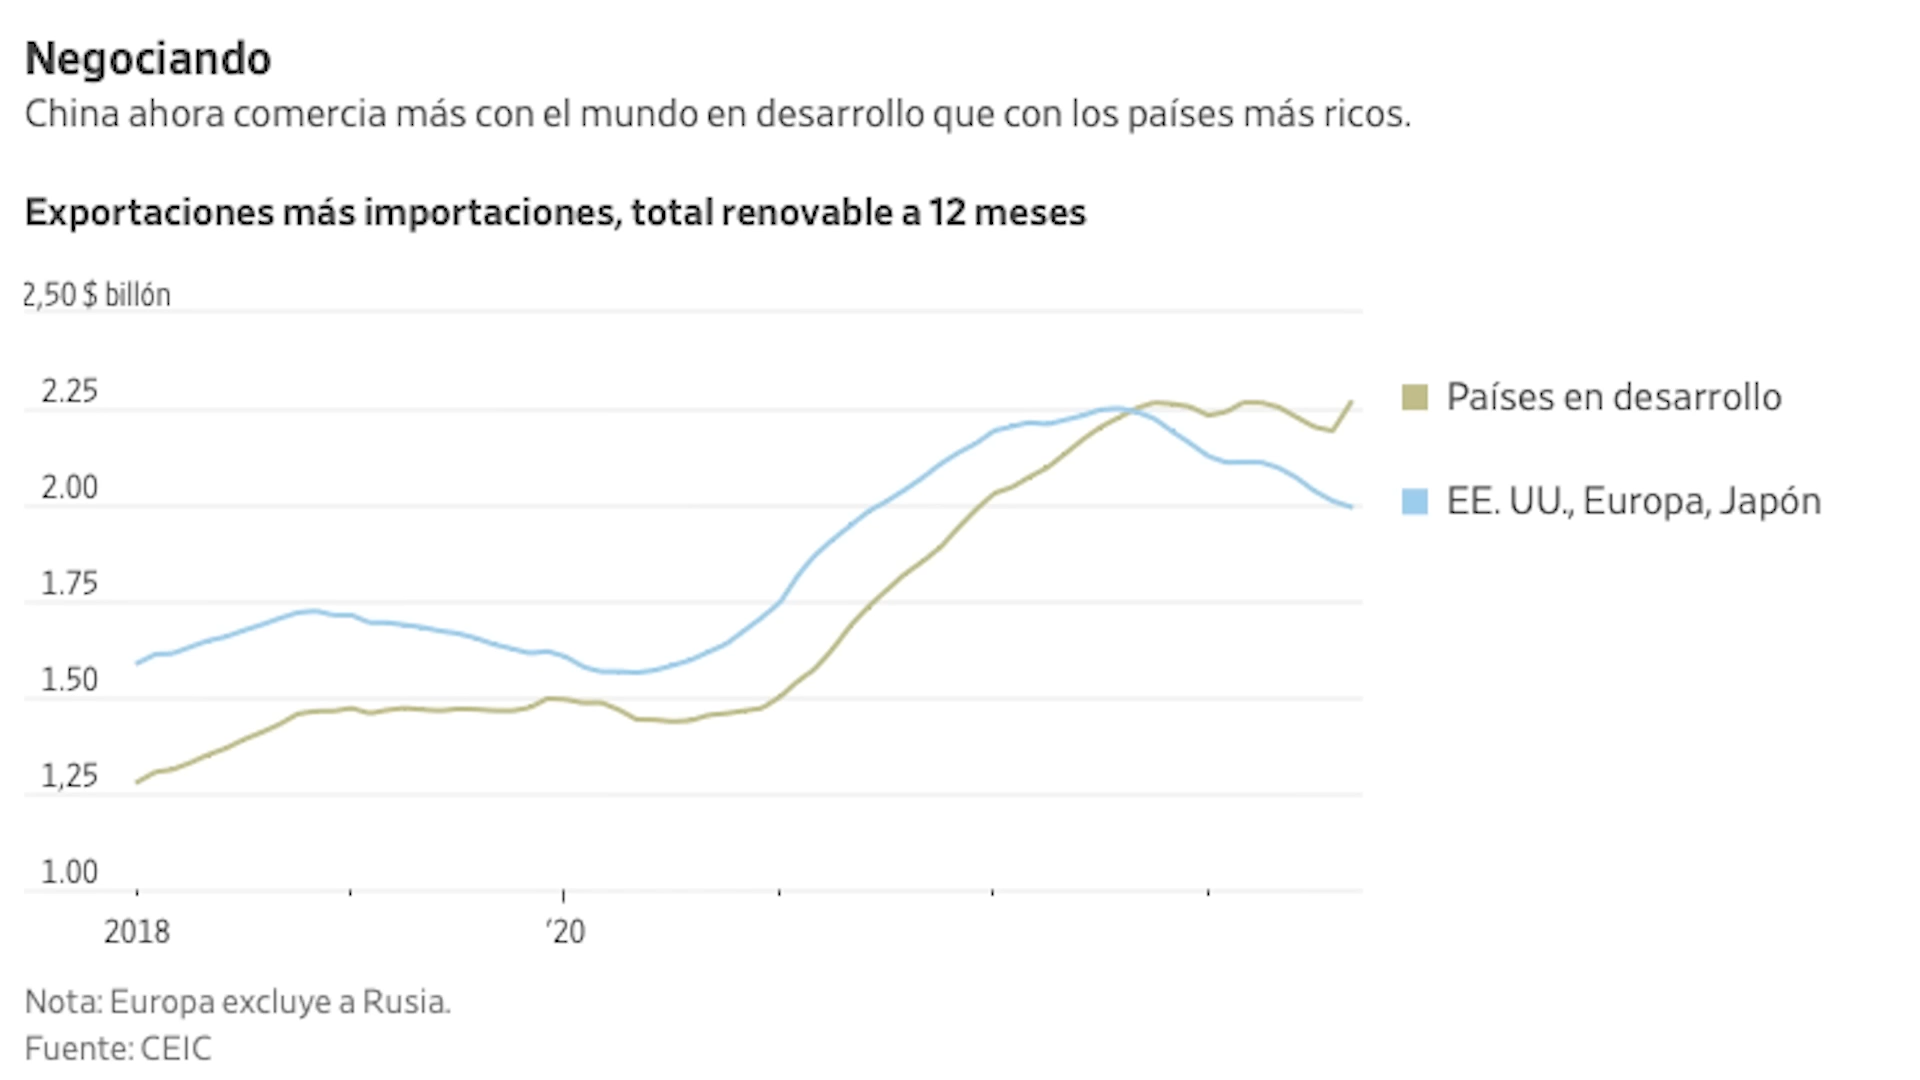 Negociando
China ahora comercia más con el mundo en desarrollo que con los países más ricos.
Exportaciones más importaciones, total renovable a 12 meses
2,50 $ billón
2.25
2.00
1.75
1.50
1,25
1.00
2018
‘20
Países en desarrollo
EE. UU., Europa, Japón
Nota: Europa excluye a Rusia.
Fuente: CEIC